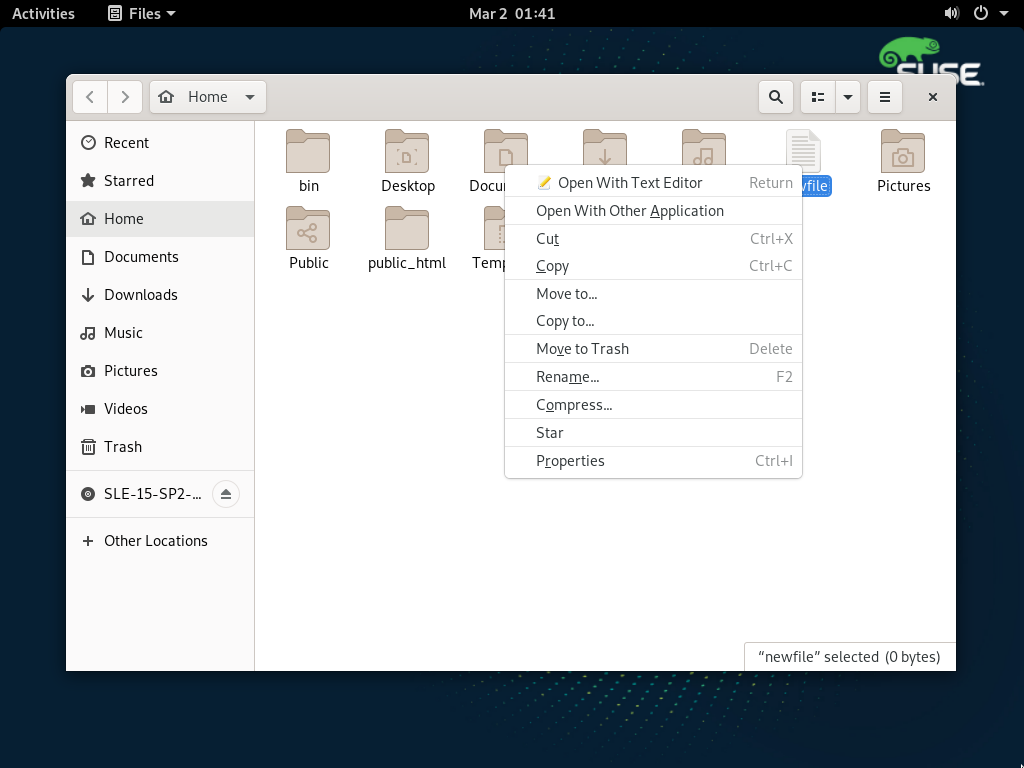 Activities Files Mar 2 01:41
SUSE
Home
Recent
Starred
Home
Documents
Downloads
Music
Pictures
Videos
Trash
SLE-15-SP2-...
Other Locations
bin Desktop Pictures
Public public_html
Open With Text Editor Return
Open With Other Application
Cut Ctrl+X
Copy Ctrl+C
Move to...
Copy to...
Move to Trash Delete
Rename... F2
Compress...
Star
Properties Ctrl+I
“newfile” selected (0 bytes)